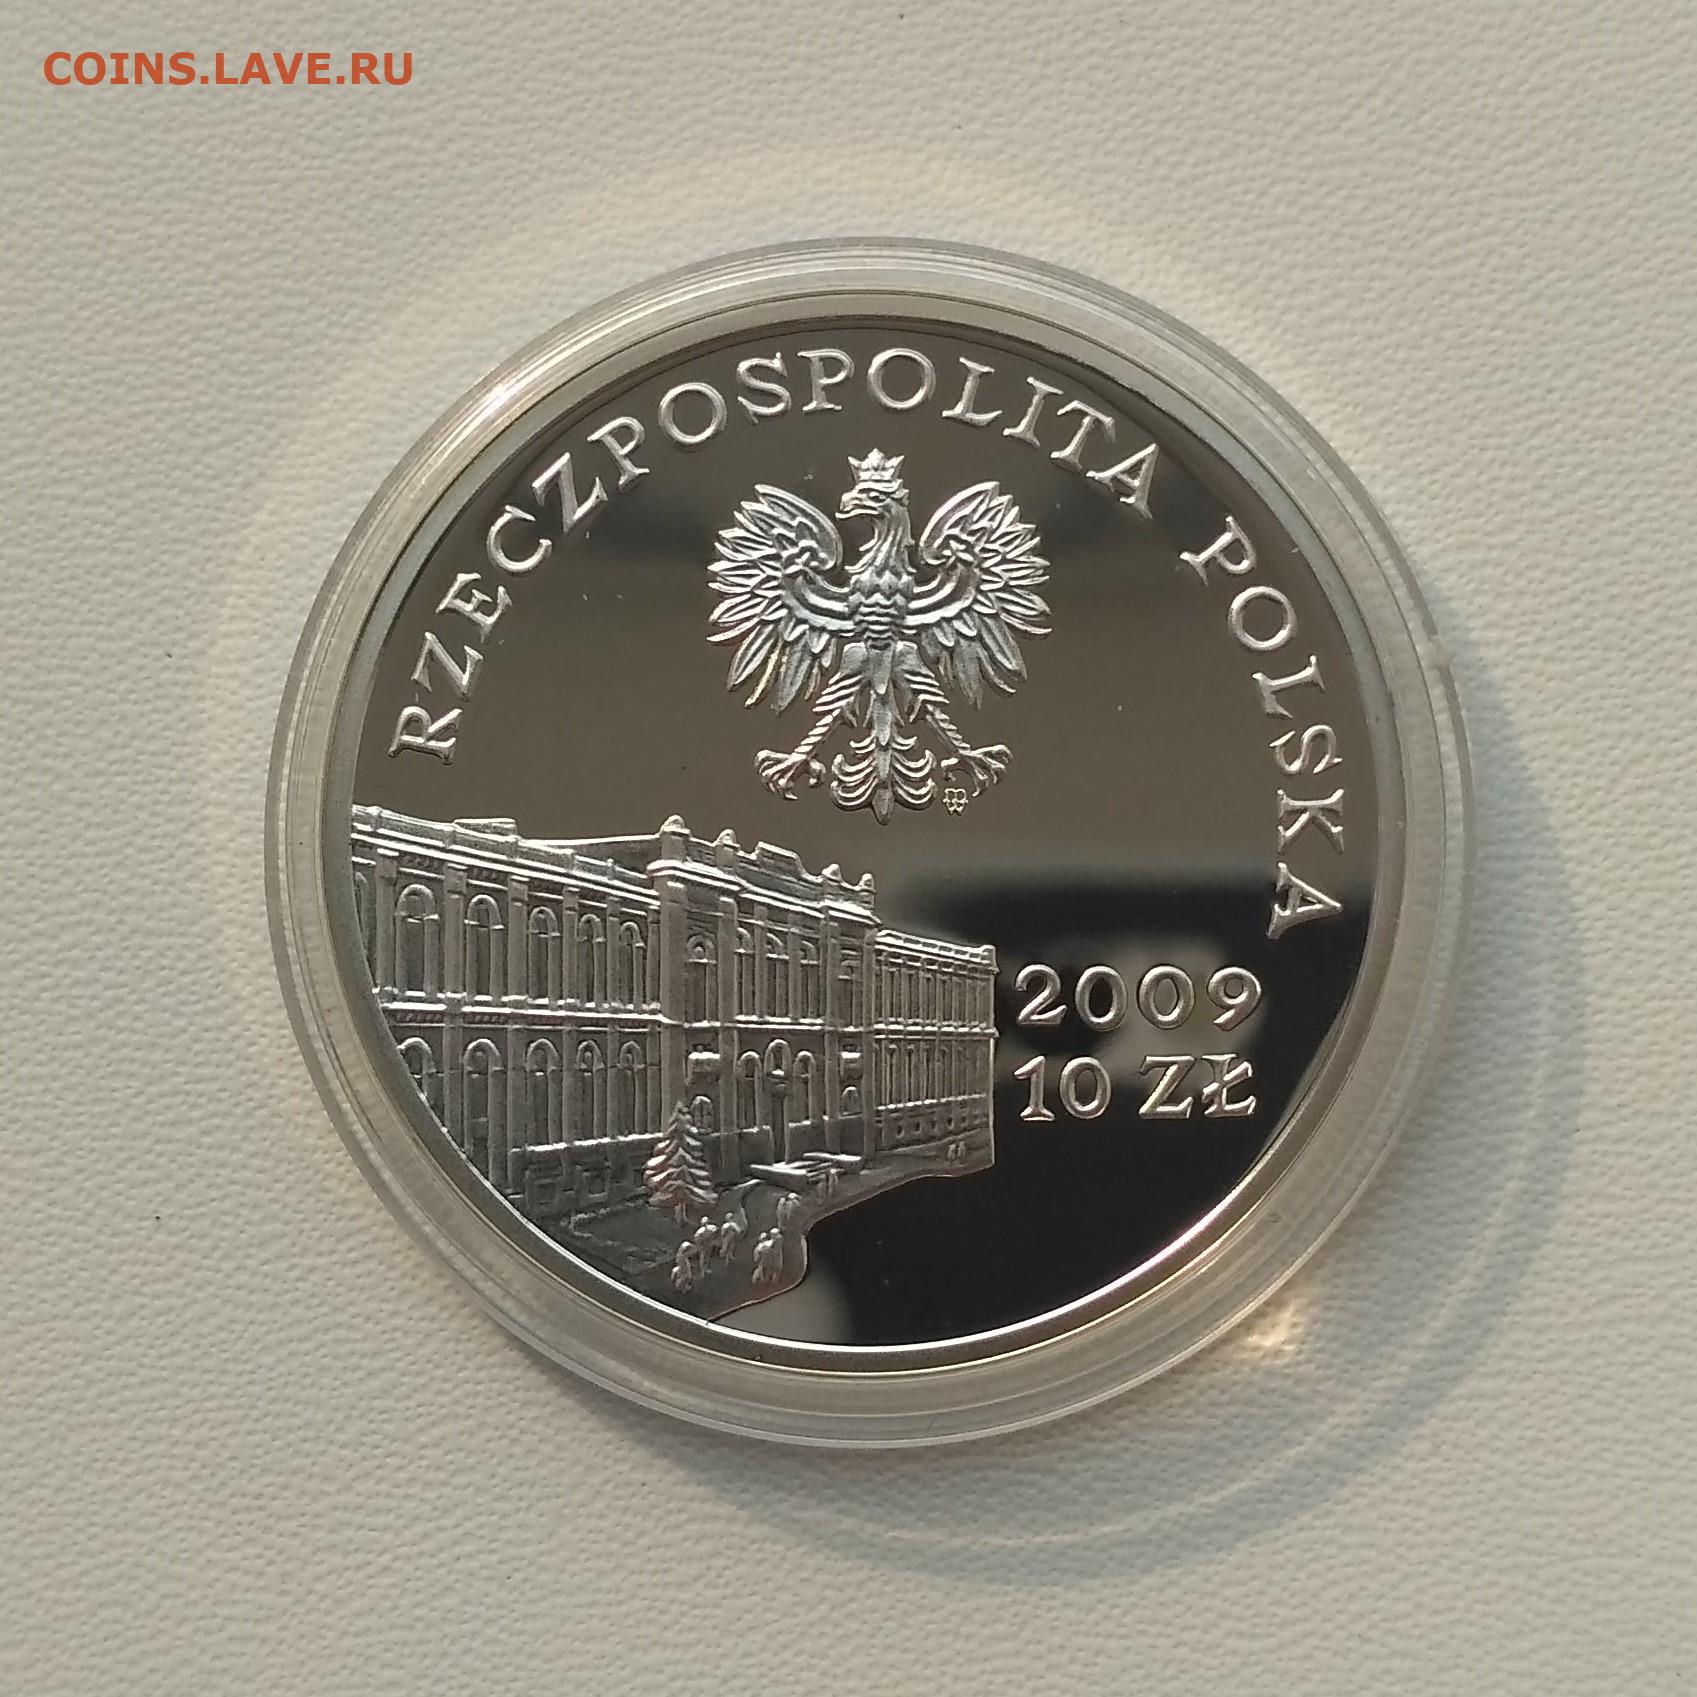 COINS.LAVE.RU
RZECZPOSPOLITA POLSKA
2009
10 ZŁ